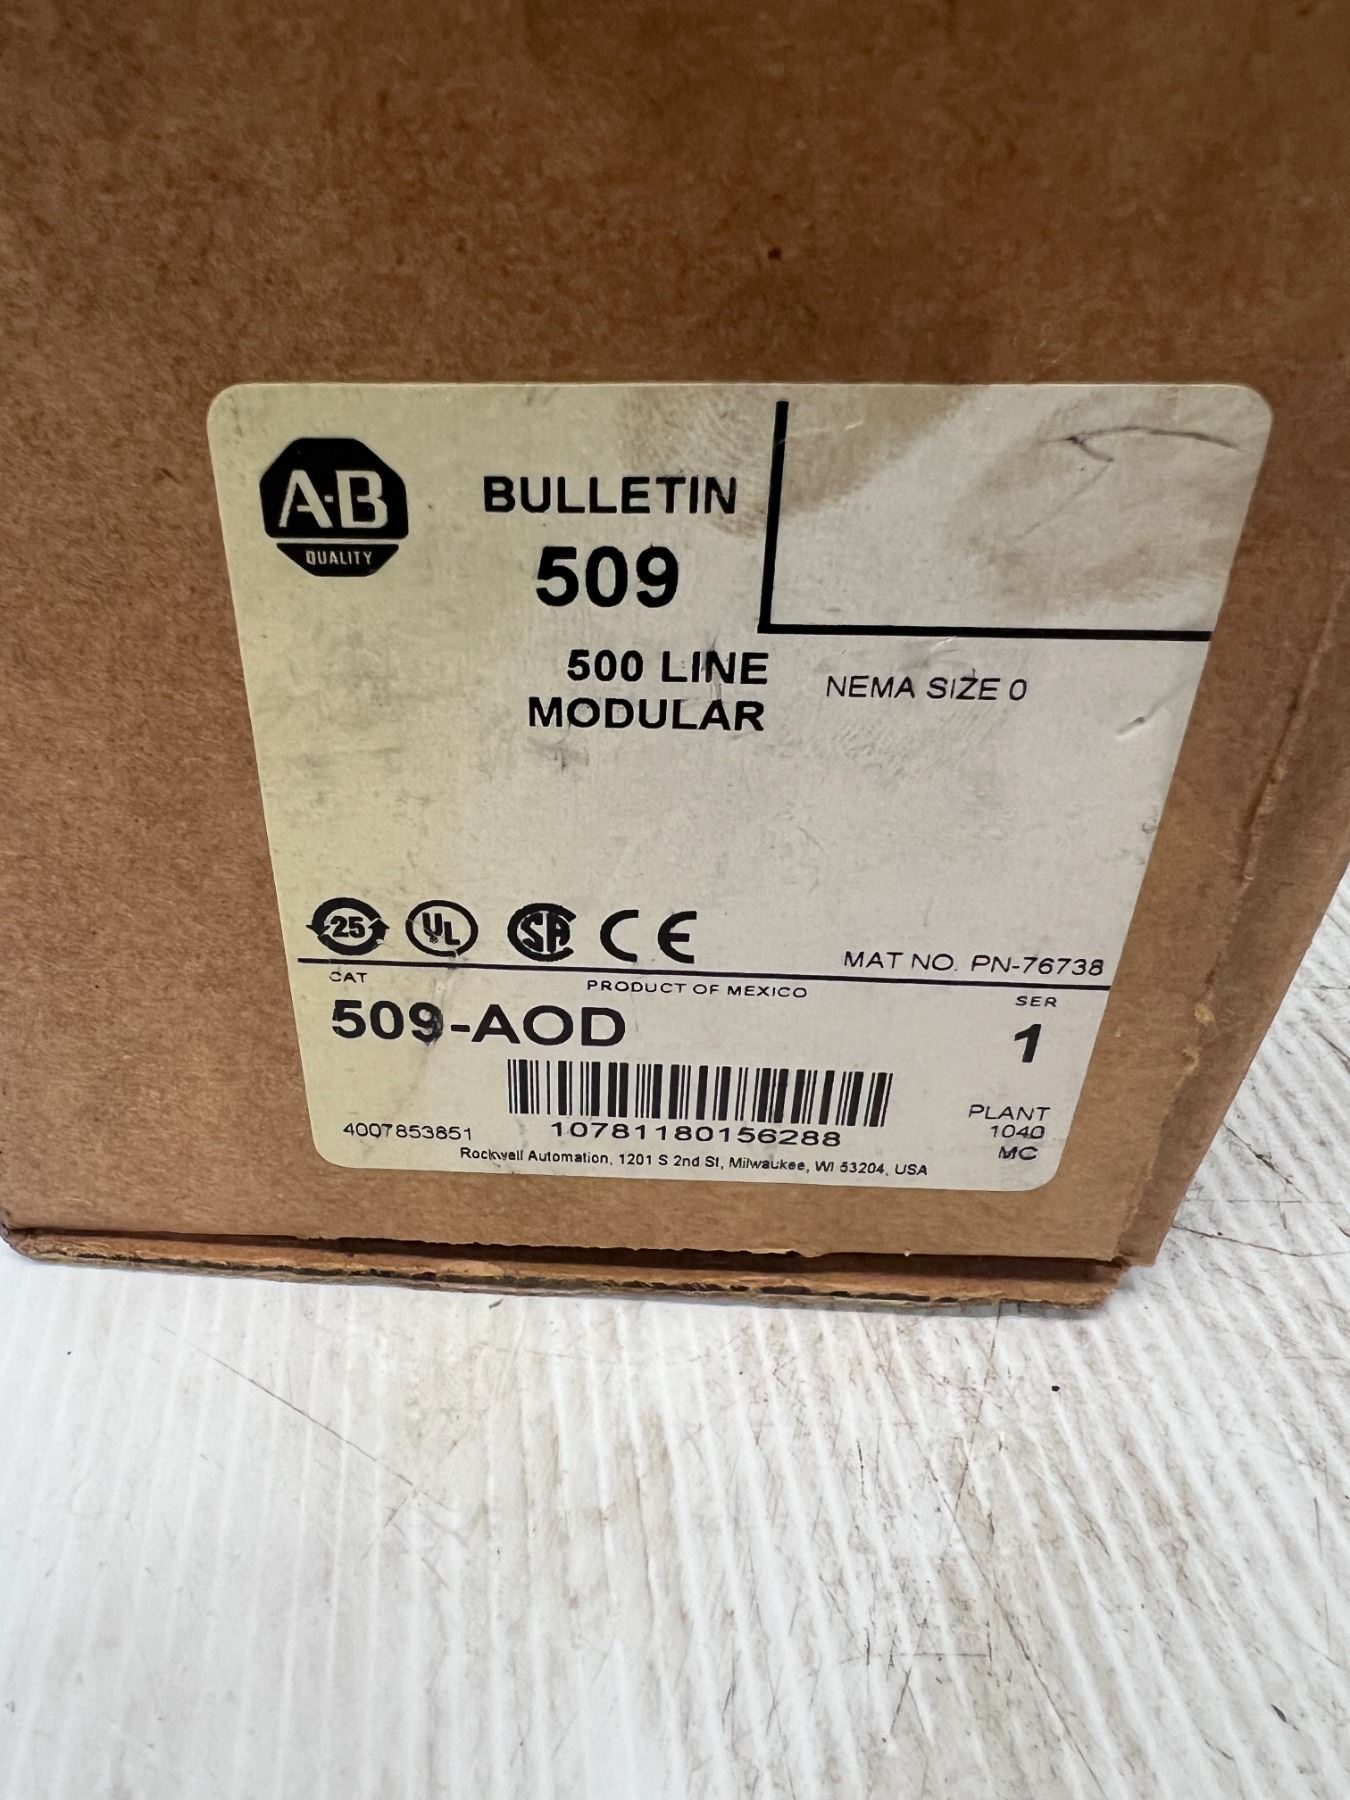 A-B
QUALITY
BULLETIN
509
500 LINE
MODULAR
NEMA SIZE 0
25
UL
SA
CE
MAT NO. PN-76738
CAT
PRODUCT OF MEXICO
SER
509-AOD
1
10781180156288
4007853851
PLANT
1040
MC
Rockwell Automation, 1201 S 2nd St, Milwaukee, WI 53204, USA